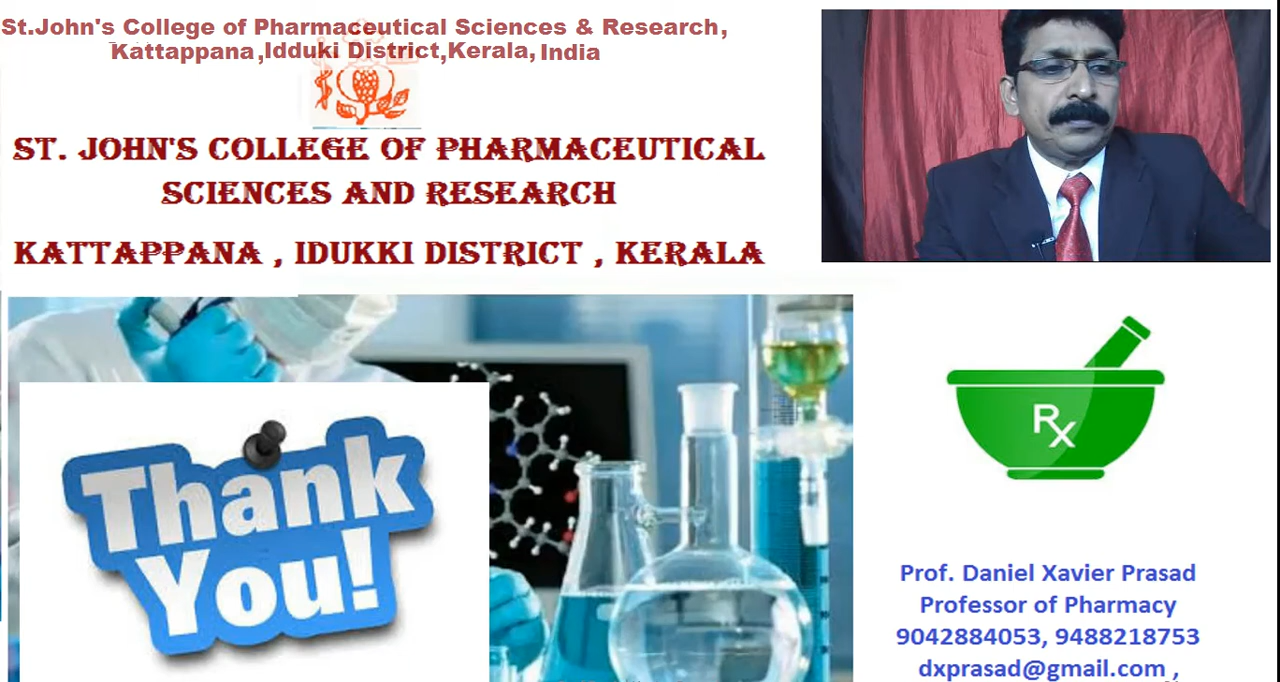 St.John's College of Pharmaceutical Sciences & Research,
Kattappana,Idduki District,Kerala, India
ST. JOHN'S COLLEGE OF PHARMACEUTICAL
SCIENCES AND RESEARCH
KATTAPPANA , IDUKKI DISTRICT , KERALA
Thank
You!
Rx
Prof. Daniel Xavier Prasad
Professor of Pharmacy
9042884053, 9488218753
dxprasad@gmail.com ,